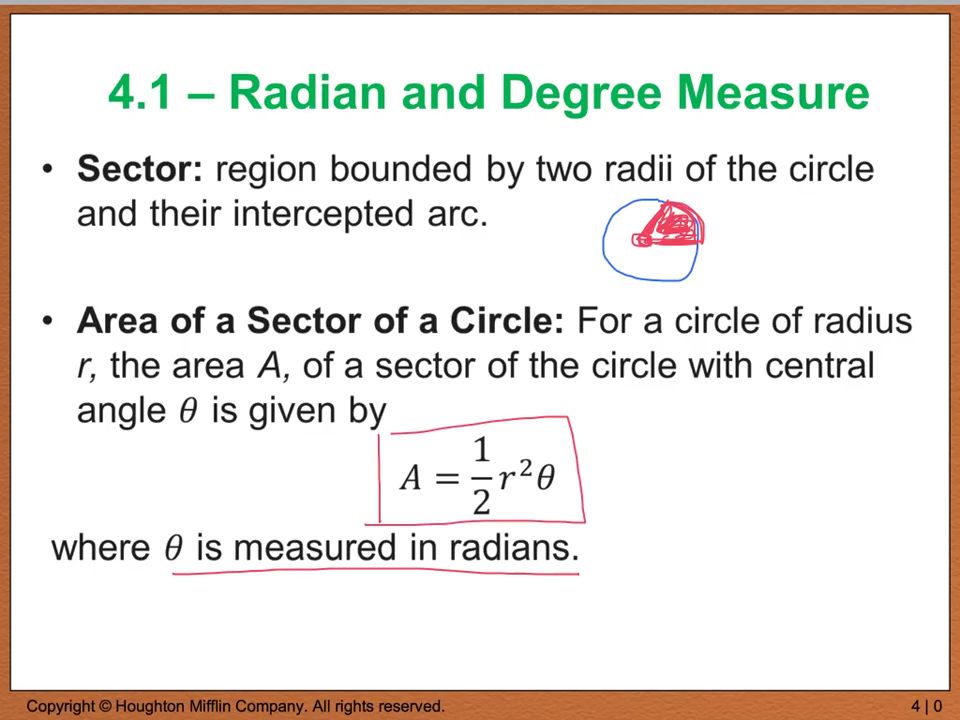 4.1 – Radian and Degree Measure
• Sector: region bounded by two radii of the circle
and their intercepted arc.
• Area of a Sector of a Circle: For a circle of radius
r, the area A, of a sector of the circle with central
angle θ is given by
A = 1/2 r²θ
where θ is measured in radians.
Copyright © Houghton Mifflin Company. All rights reserved.
4 | 0